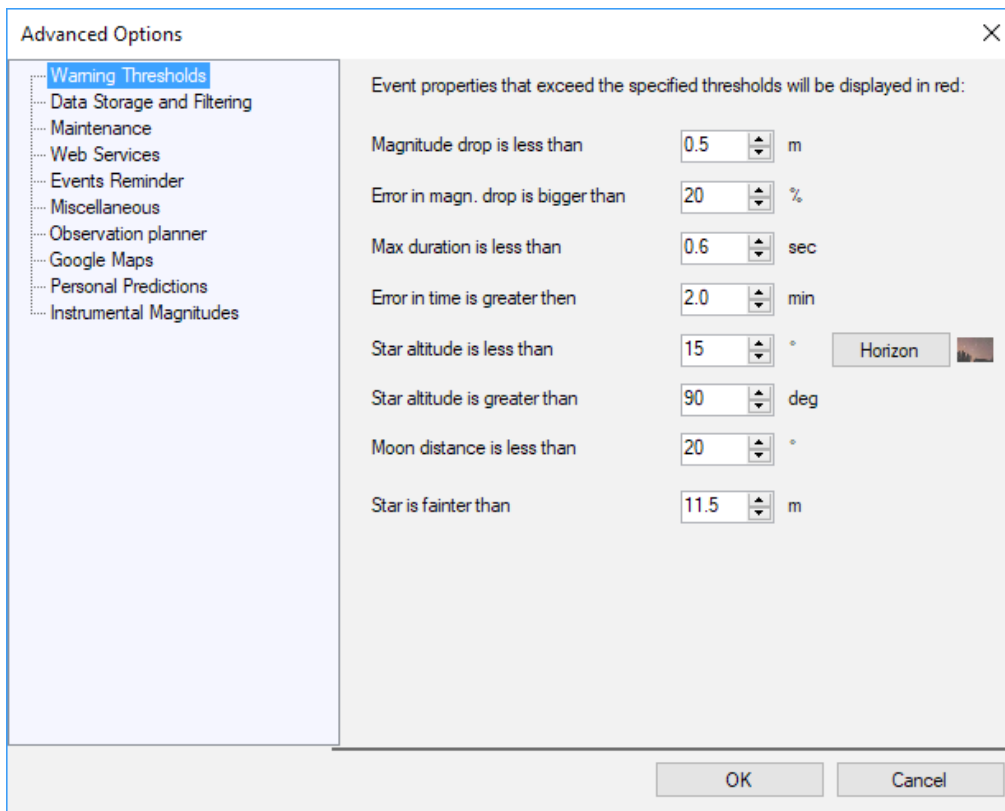 Advanced Options
Warning Thresholds
Data Storage and Filtering
Maintenance
Web Services
Events Reminder
Miscellaneous
Observation planner
Google Maps
Personal Predictions
Instrumental Magnitudes
Event properties that exceed the specified thresholds will be displayed in red:
Magnitude drop is less than 0.5 m
Error in magn. drop is bigger than 20 %
Max duration is less than 0.6 sec
Error in time is greater then 2.0 min
Star altitude is less than 15 ° Horizon
Star altitude is greater than 90 deg
Moon distance is less than 20 °
Star is fainter than 11.5 m
OK Cancel